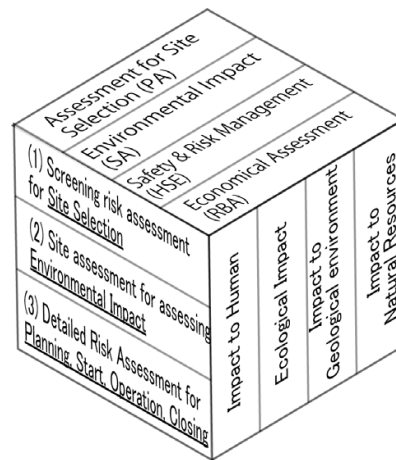 Assessment for Site
Selection (PA)
Environmental Impact
(SA)
Safety & Risk Management
(HSE)
Economical Assessment
(RBA)
(1) Screening risk assessment
for Site Selection
(2) Site assessment for assessing
Environmental Impact
(3) Detailed Risk Assessment for
Planning, Start, Operation, Closing
Impact to Human
Ecological Impact
Impact to
Geological environment
Impact to
Natural Resources